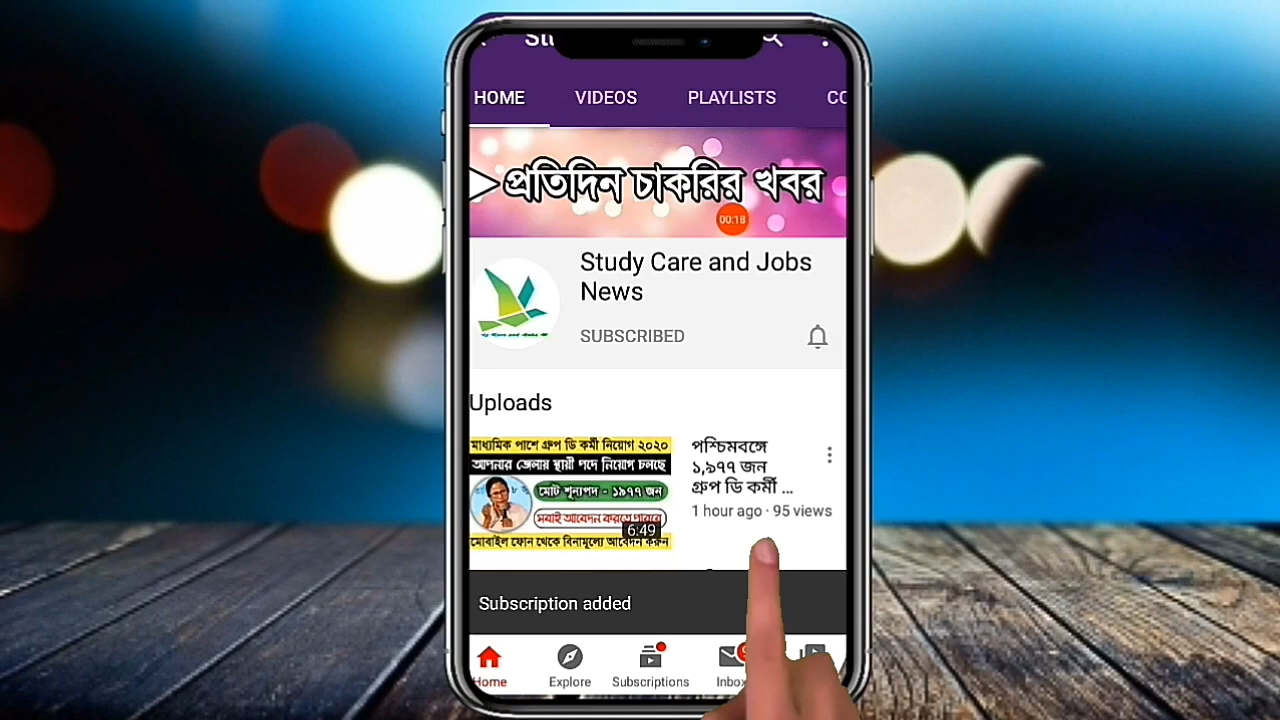 HOME VIDEOS PLAYLISTS
প্রতিদিন চাকরির খবর
00:18
Study Care and Jobs
News
SUBSCRIBED
Uploads
মাধ্যমিক পাশে গ্রুপ ডি কর্মী নিয়োগ ২০২০
আপনার জেলায় স্থায়ী পদে নিয়োগ চলছে
মোট শূন্যপদ - ১৯৭৭ জন
সবাই আবেদন করতে পারবে
6:49
মোবাইল ফোন থেকে বিনামূল্যে আবেদন করুন
পশ্চিমবঙ্গে
১,৯৭৭ জন
গ্রুপ ডি কর্মী ...
1 hour ago · 95 views
Subscription added
Home Explore Subscriptions Inbox